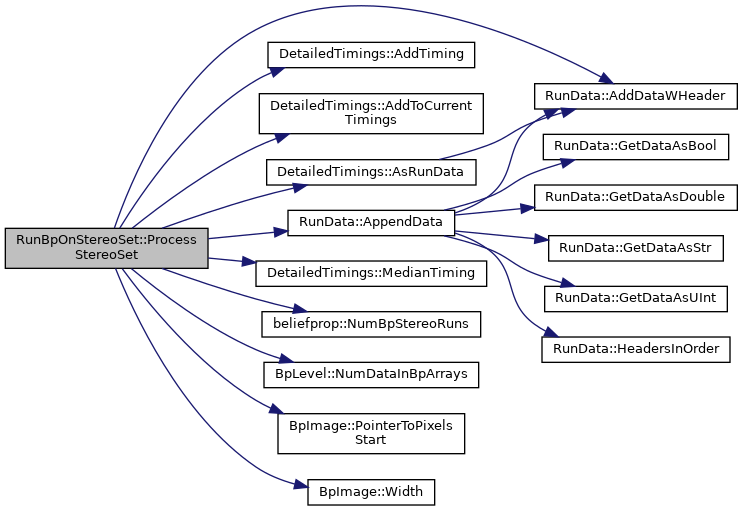 RunBpOnStereoSet::Process
StereoSet
DetailedTimings::AddTiming
DetailedTimings::AddToCurrent
Timings
DetailedTimings::AsRunData
RunData::AppendData
DetailedTimings::MedianTiming
beliefprop::NumBpStereoRuns
BpLevel::NumDataInBpArrays
BpImage::PointerToPixels
Start
BpImage::Width
RunData::AddDataWHeader
RunData::GetDataAsBool
RunData::GetDataAsDouble
RunData::GetDataAsStr
RunData::GetDataAsUInt
RunData::HeadersInOrder